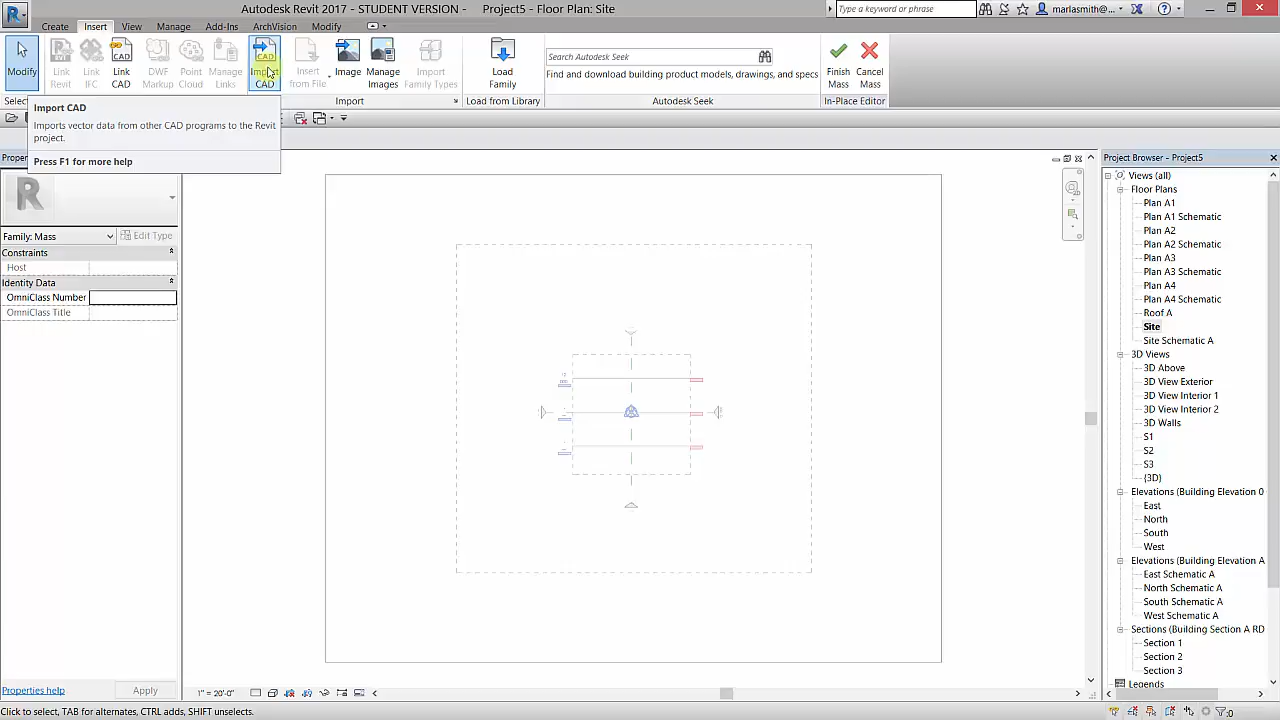 Autodesk Revit 2017 - STUDENT VERSION -    Project5 - Floor Plan: Site
Type a keyword or phrase
marlasmith@...
Create Insert View Manage Add-Ins ArchVision Modify
Modify
Link Revit
Link IFC
Link CAD
DWF Markup
Point Cloud
Manage Links
Import CAD
Insert from File
Image
Manage Images
Import Family Types
Load Family
Search Autodesk Seek
Find and download building product models, drawings, and specs
Finish Mass
Cancel Mass
Selec
Import
Load from Library
Autodesk Seek
In-Place Editor
Import CAD
Imports vector data from other CAD programs to the Revit
project.
Press F1 for more help
Proper
Family: Mass
Edit Type
Constraints
Host
Identity Data
OmniClass Number
OmniClass Title
Properties help
Apply
1" = 20'-0"
Project Browser - Project5
Views (all)
Floor Plans
Plan A1
Plan A1 Schematic
Plan A2
Plan A2 Schematic
Plan A3
Plan A3 Schematic
Plan A4
Plan A4 Schematic
Roof A
Site
Site Schematic A
3D Views
3D Above
3D View Exterior
3D View Interior 1
3D View Interior 2
3D Walls
S1
S2
S3
{3D}
Elevations (Building Elevation 0
East
North
South
West
Elevations (Building Elevation A
East Schematic A
North Schematic A
South Schematic A
West Schematic A
Sections (Building Section A RD
Section 1
Section 2
Section 3
Legends
Click to select, TAB for alternates, CTRL adds, SHIFT unselects.
:0